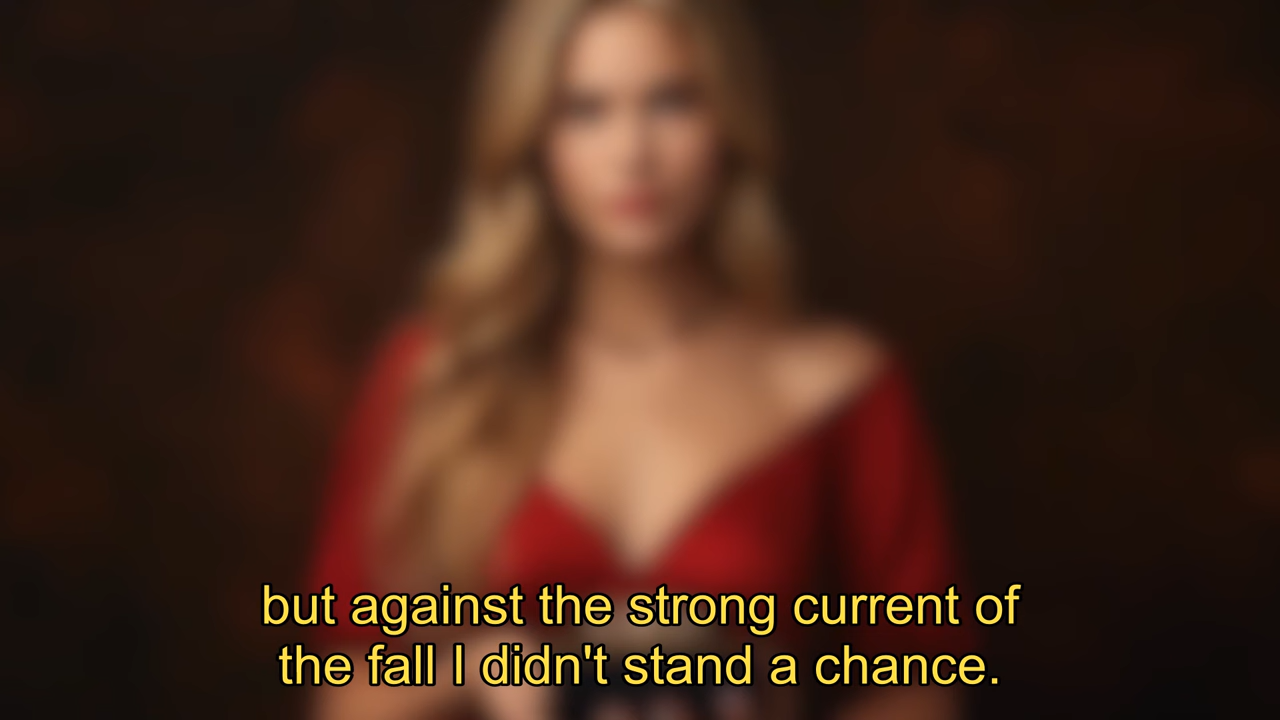 but against the strong current of
the fall I didn't stand a chance.